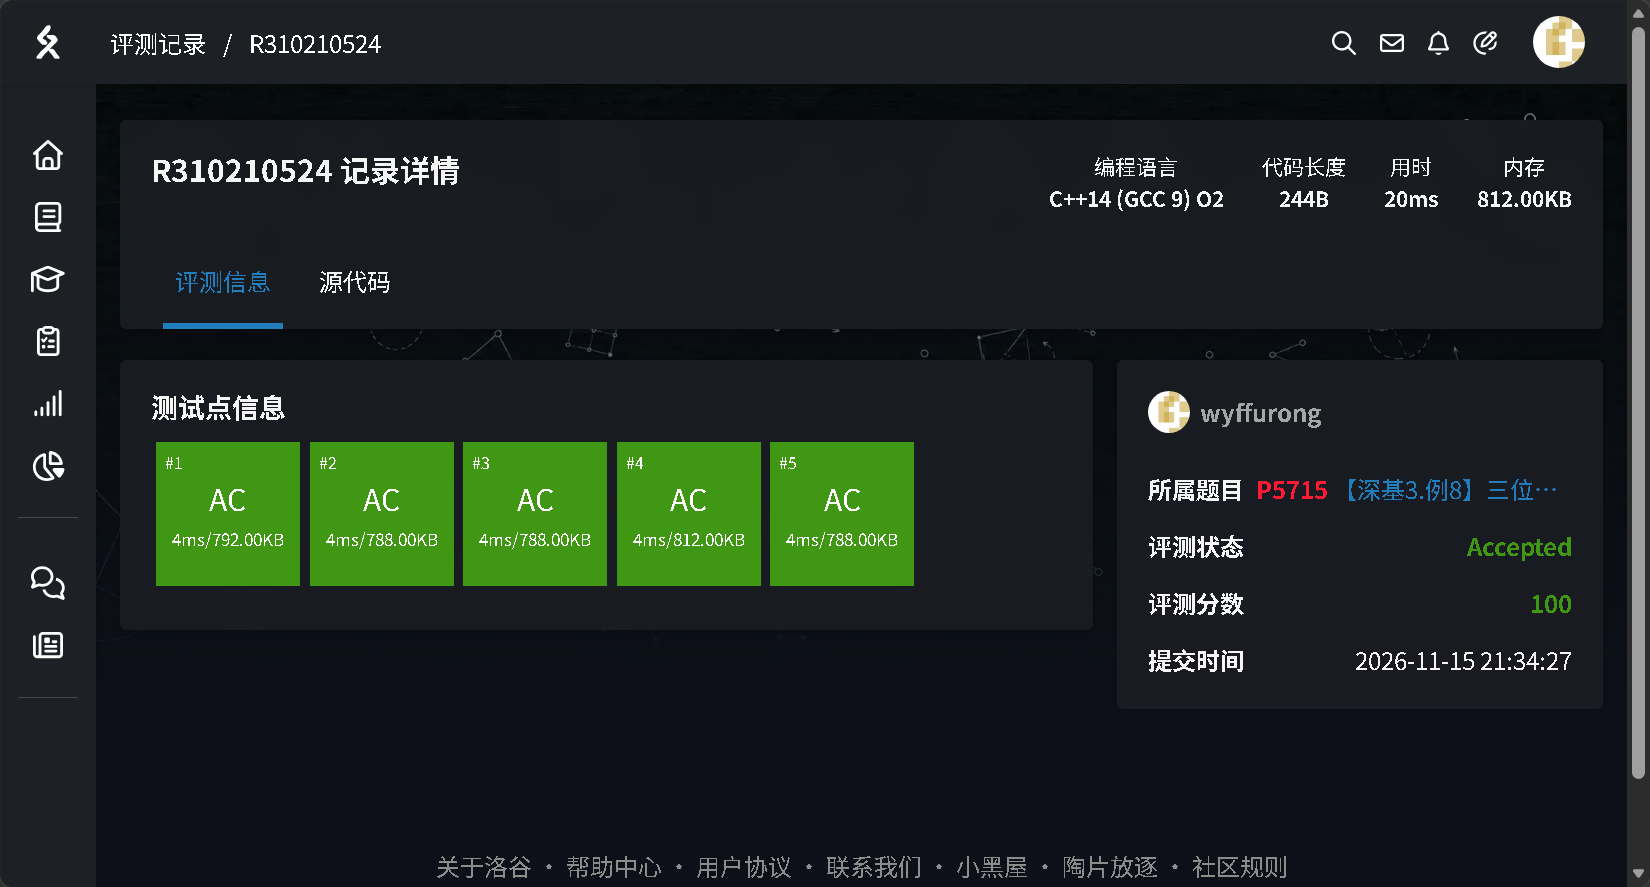 评测记录 / R310210524
R310210524 记录详情
编程语言 代码长度 用时 内存
C++14 (GCC 9) O2 244B 20ms 812.00KB
评测信息 源代码
测试点信息
#1 #2 #3 #4 #5
AC AC AC AC AC
4ms/792.00KB 4ms/788.00KB 4ms/788.00KB 4ms/812.00KB 4ms/788.00KB
wyffurong
所属题目 P5715 【深基3.例8】三位…
评测状态 Accepted
评测分数 100
提交时间 2026-11-15 21:34:27
关于洛谷 · 帮助中心 · 用户协议 · 联系我们 · 小黑屋 · 陶片放逐 · 社区规则